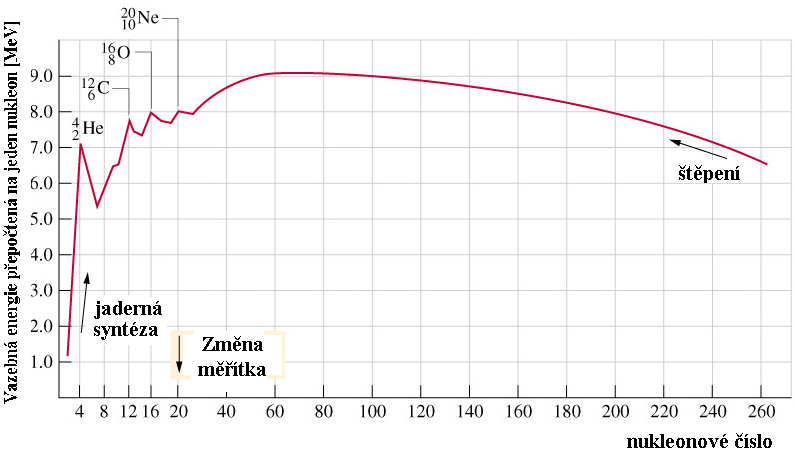 Vazebná energie přepočtená na jeden nukleon [MeV]
20
10 Ne
16
8 O
12
6 C
4
2 He
9.0
8.0
7.0
6.0
5.0
4.0
3.0
2.0
1.0
štěpení
jaderná
syntéza
Změna
měřítka
4 8 12 16 20 40 60 80 100 120 140 160 180 200 220 240 260
nukleonové číslo